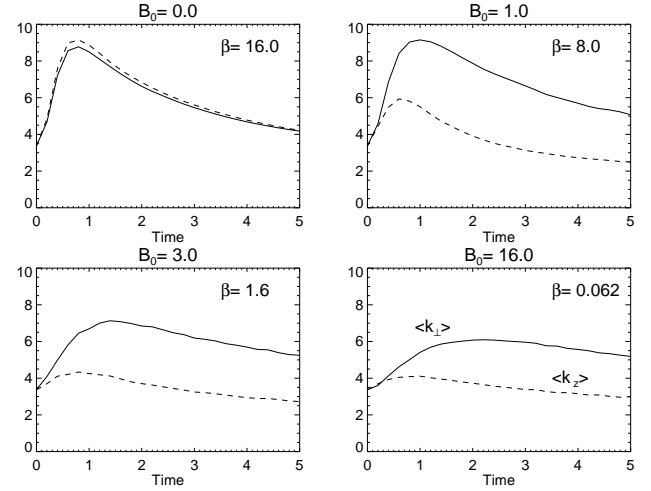 B₀= 0.0
β= 16.0
10
8
6
4
2
0
0 1 2 3 4 5
Time
B₀= 1.0
β= 8.0
10
8
6
4
2
0
0 1 2 3 4 5
Time
B₀= 3.0
β= 1.6
10
8
6
4
2
0
0 1 2 3 4 5
Time
B₀= 16.0
β= 0.062
<k⊥>
<k_z>
10
8
6
4
2
0
0 1 2 3 4 5
Time